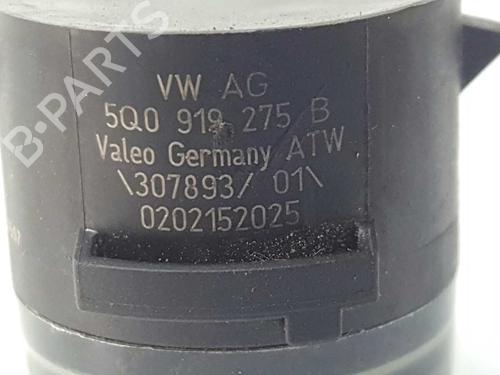 B-PARTS
VW AG
5Q0 919 275 B
Valeo Germany ATW
\307893/ 01\
0202152025